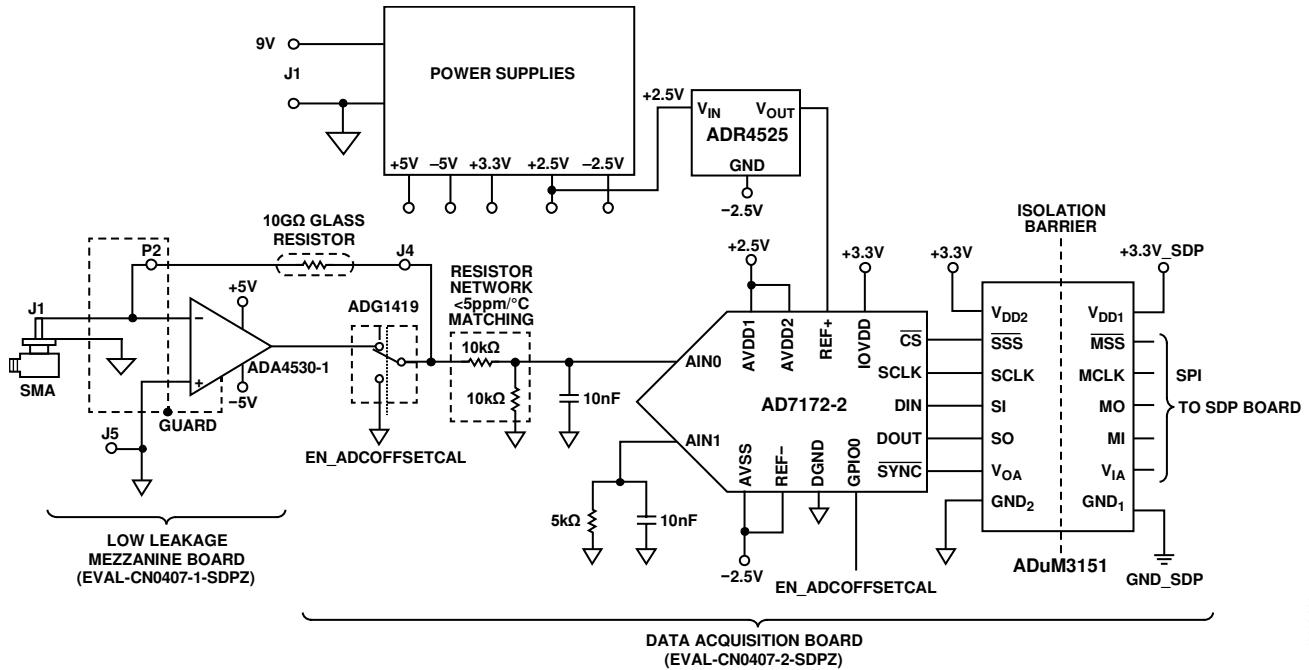 9V
J1
POWER SUPPLIES
+5V
–5V
+3.3V
+2.5V
–2.5V
+2.5V
VIN
VOUT
ADR4525
GND
–2.5V
10GΩ GLASS
RESISTOR
P2
J4
J1
SMA
+5V
–
+
ADA4530-1
–5V
GUARD
J5
ADG1419
EN_ADCOFFSETCAL
RESISTOR
NETWORK
<5ppm/°C
MATCHING
10kΩ
10kΩ
10nF
5kΩ
10nF
+2.5V
+3.3V
AVDD1
AVDD2
REF+
IOVDD
AIN0
AIN1
AD7172-2
CS
SCLK
DIN
DOUT
SYNC
AVSS
REF–
DGND
GPIO0
–2.5V
EN_ADCOFFSETCAL
ISOLATION
BARRIER
+3.3V
+3.3V_SDP
VDD2
SSS
SCLK
SI
SO
VOA
GND2
VDD1
MSS
MCLK
MO
MI
VIA
GND1
SPI
TO SDP BOARD
ADuM3151
GND_SDP
LOW LEAKAGE
MEZZANINE BOARD
(EVAL-CN0407-1-SDPZ)
DATA ACQUISITION BOARD
(EVAL-CN0407-2-SDPZ)